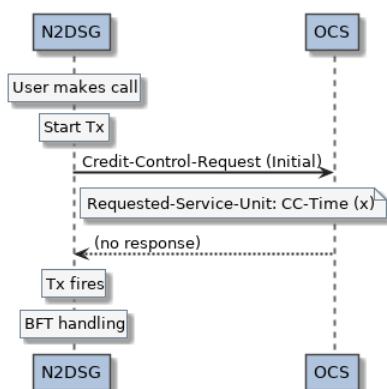 N2DSG OCS
User makes call
Start Tx
Credit-Control-Request (Initial)
Requested-Service-Unit: CC-Time (x)
(no response)
Tx fires
BFT handling
N2DSG OCS